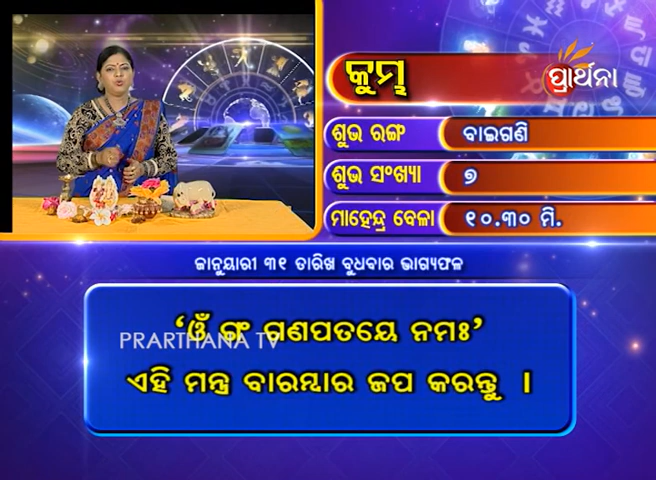 କୁମ୍ଭ
ପ୍ରାର୍ଥନା
ଶୁଭ ରଙ୍ଗ ବାଇଗଣି
ଶୁଭ ସଂଖ୍ୟା ୭
ମାହେନ୍ଦ୍ର ବେଳା ୧୦.୩୦ ମି.
ଜାନୁୟାରୀ ୩୧ ତାରିଖ ବୁଧବାର ଭାଗ୍ୟଫଳ
‘ଓଁ ଙ୍ଗ ଗଣପତୟେ ନମଃ’
PRARTHANA TV
ଏହି ମନ୍ତ୍ର ବାରମ୍ବାର ଜପ କରନ୍ତୁ ।